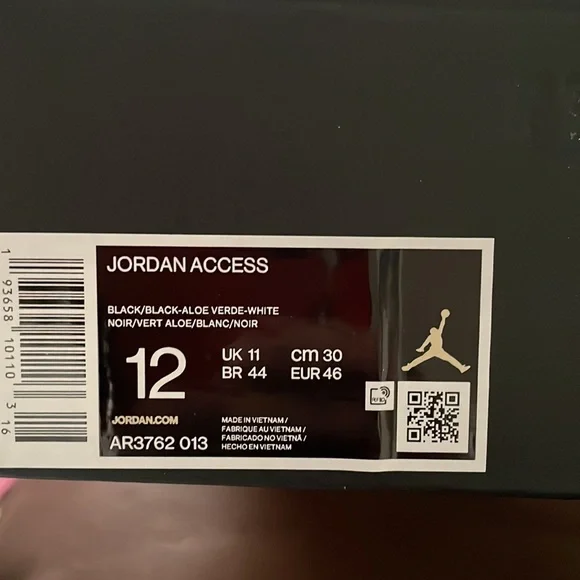 JORDAN ACCESS
BLACK/BLACK-ALOE VERDE-WHITE
NOIR/VERT ALOE/BLANC/NOIR
12
UK 11 cm 30
BR 44 EUR 46
JORDAN.COM
AR3762 013
MADE IN VIETNAM /
FABRIQUE AU VIETNAM /
FABRICADO NO VIETNÃ /
HECHO EN VIETNAM
1 93658 10110 3 16